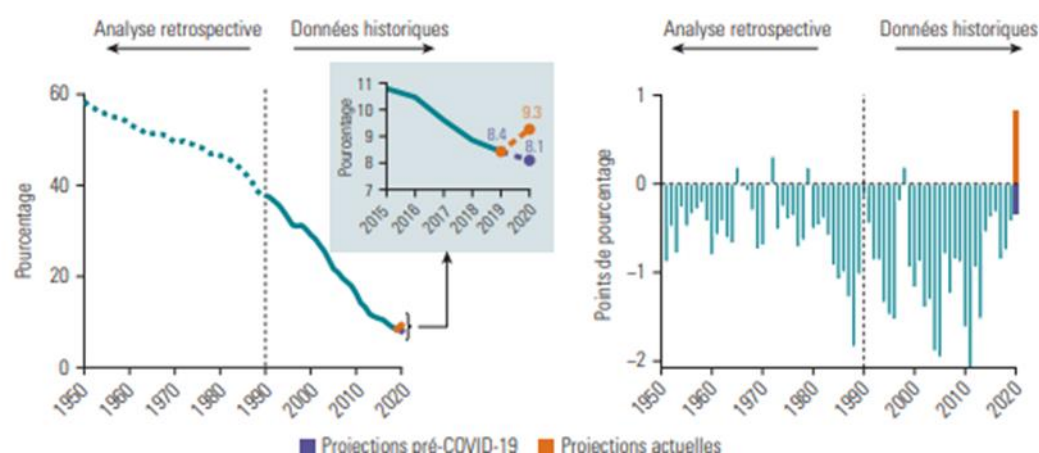 Analyse retrospective Données historiques
Pourcentage
60
40
20
0
1950 1960 1970 1980 1990 2000 2010 2020
Pourcentage
11
10
9
8
7
8.4
9.3
8.1
2015 2016 2017 2018 2019 2020
Analyse retrospective Données historiques
Points de pourcentage
1
0
–1
–2
1950 1960 1970 1980 1990 2000 2010 2020
Projections pré-COVID-19 Projections actuelles